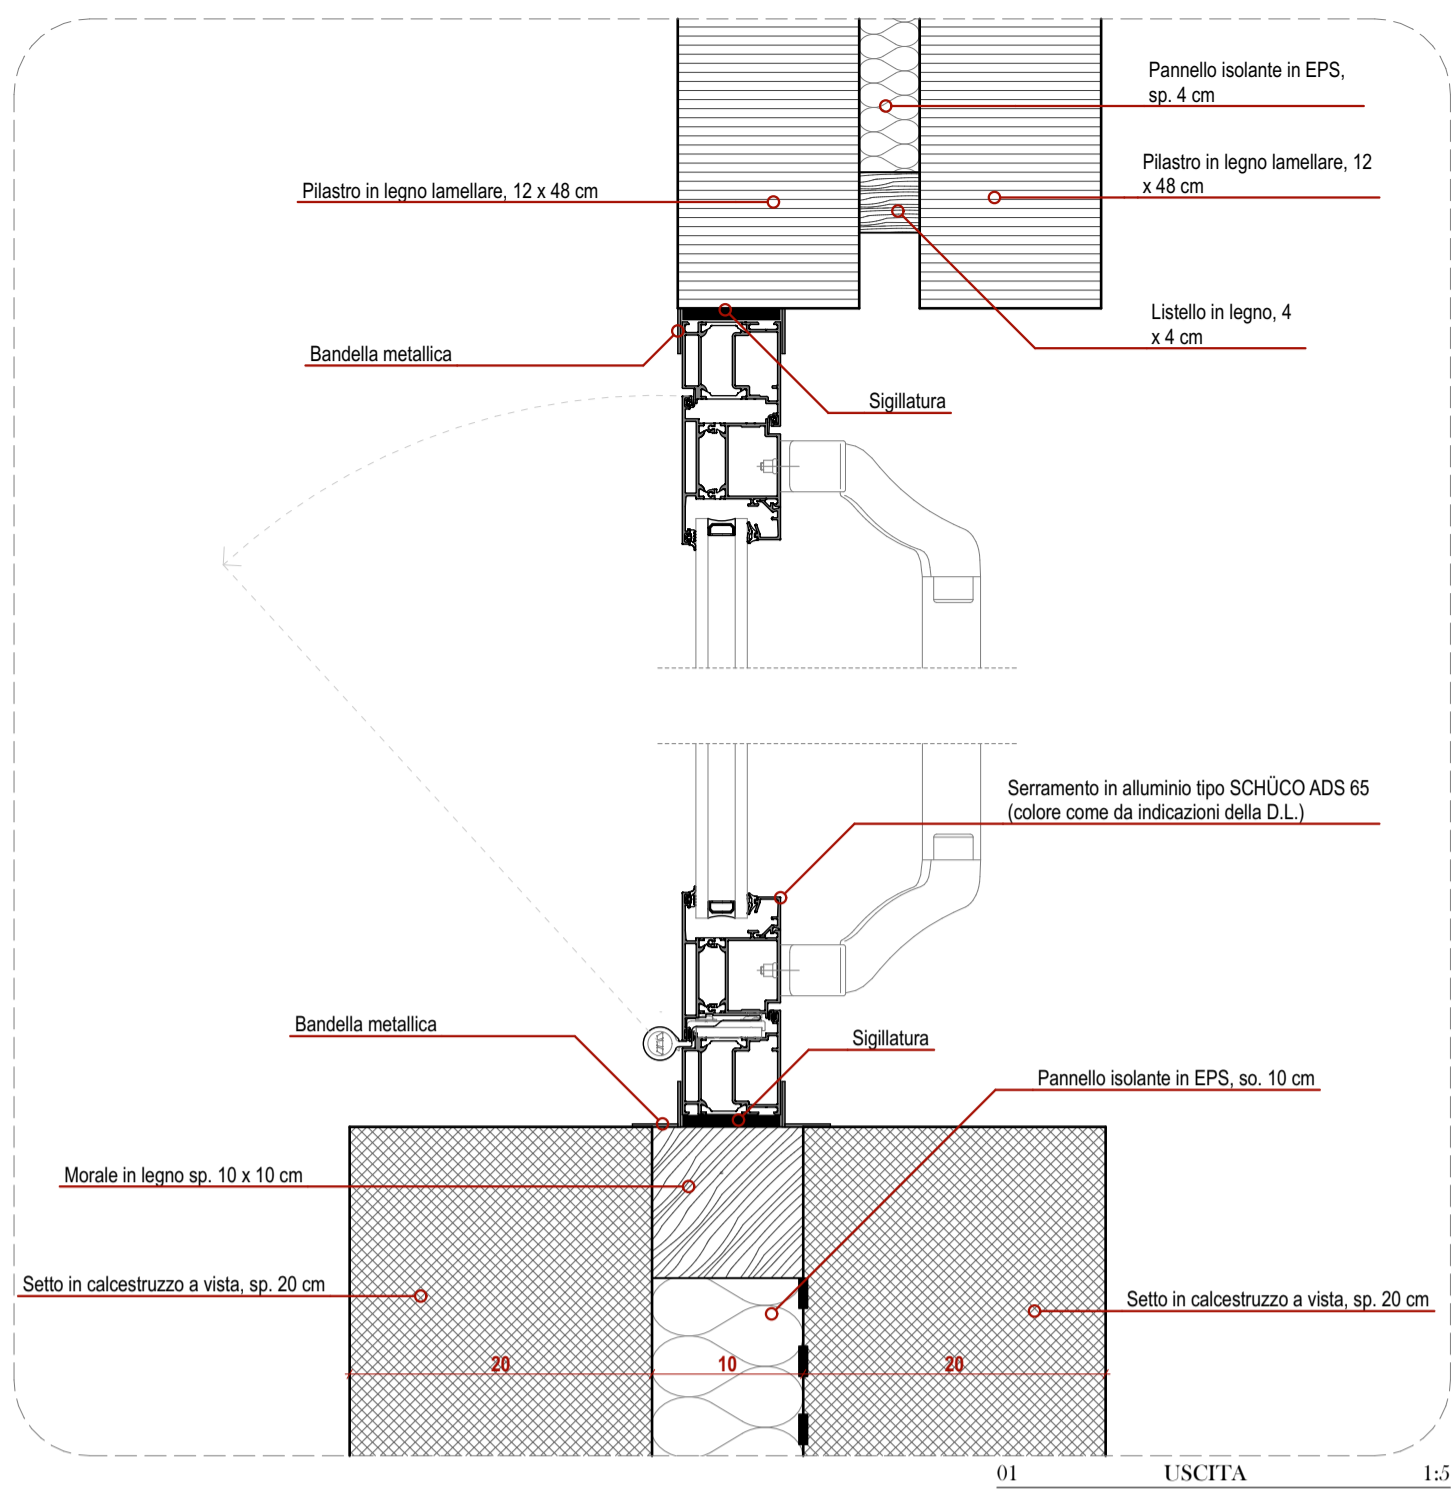 Pannello isolante in EPS,
sp. 4 cm
Pilastro in legno lamellare, 12
x 48 cm
Pilastro in legno lamellare, 12 x 48 cm
Listello in legno, 4
x 4 cm
Bandella metallica
Sigillatura
Serramento in alluminio tipo SCHÜCO ADS 65
(colore come da indicazioni della D.L.)
Bandella metallica
Sigillatura
Pannello isolante in EPS, so. 10 cm
Morale in legno sp. 10 x 10 cm
Setto in calcestruzzo a vista, sp. 20 cm
Setto in calcestruzzo a vista, sp. 20 cm
20 10 20
01 USCITA 1:5